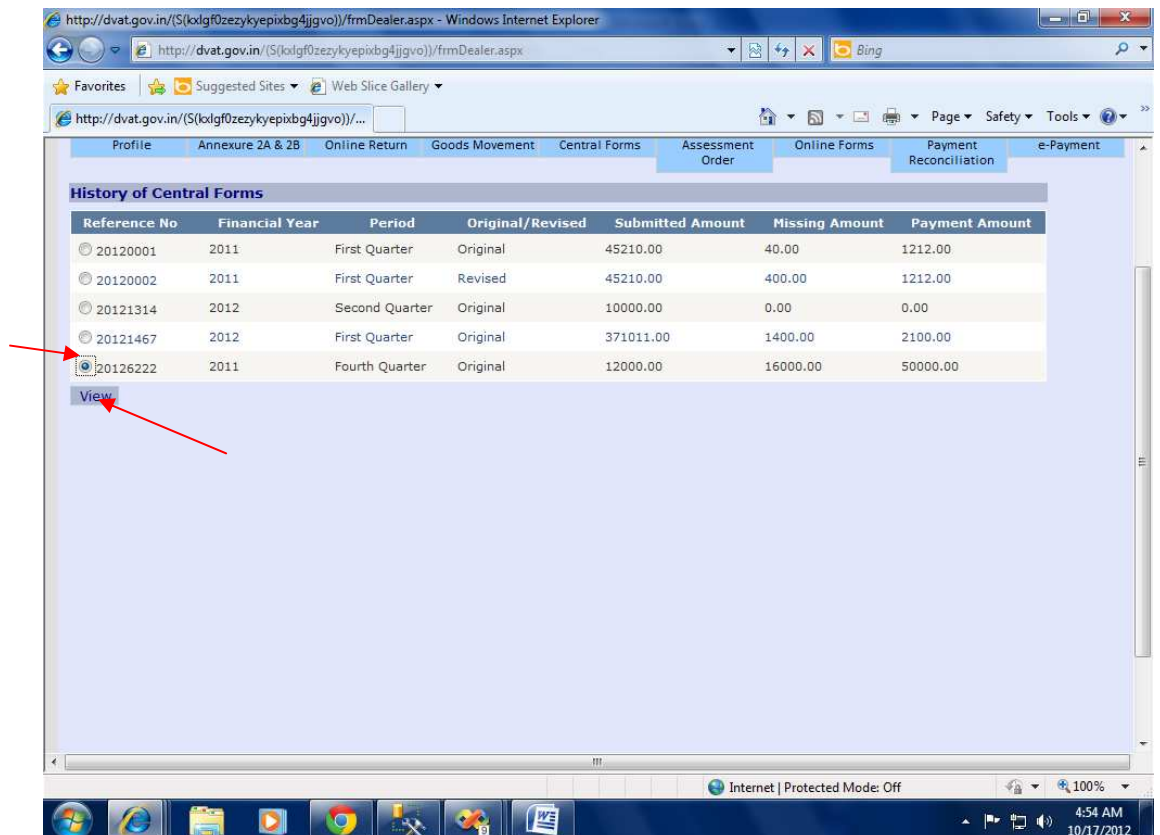 http://dvat.gov.in/(S(kxlgf0zezykyepixbg4jjgvo))/frmDealer.aspx - Windows Internet Explorer
http://dvat.gov.in/(S(kxlgf0zezykyepixbg4jjgvo))/frmDealer.aspx Bing
Favorites Suggested Sites Web Slice Gallery
http://dvat.gov.in/(S(kxlgf0zezykyepixbg4jjgvo))/... Page Safety Tools »
Profile Annexure 2A & 2B Online Return Goods Movement Central Forms Assessment Order Online Forms Payment Reconciliation e-Payment
History of Central Forms
Reference No Financial Year Period Original/Revised Submitted Amount Missing Amount Payment Amount
20120001 2011 First Quarter Original 45210.00 40.00 1212.00
20120002 2011 First Quarter Revised 45210.00 400.00 1212.00
20121314 2012 Second Quarter Original 10000.00 0.00 0.00
20121467 2012 First Quarter Original 371011.00 1400.00 2100.00
20126222 2011 Fourth Quarter Original 12000.00 16000.00 50000.00
View
Internet | Protected Mode: Off 100%
4:54 AM
10/17/2012